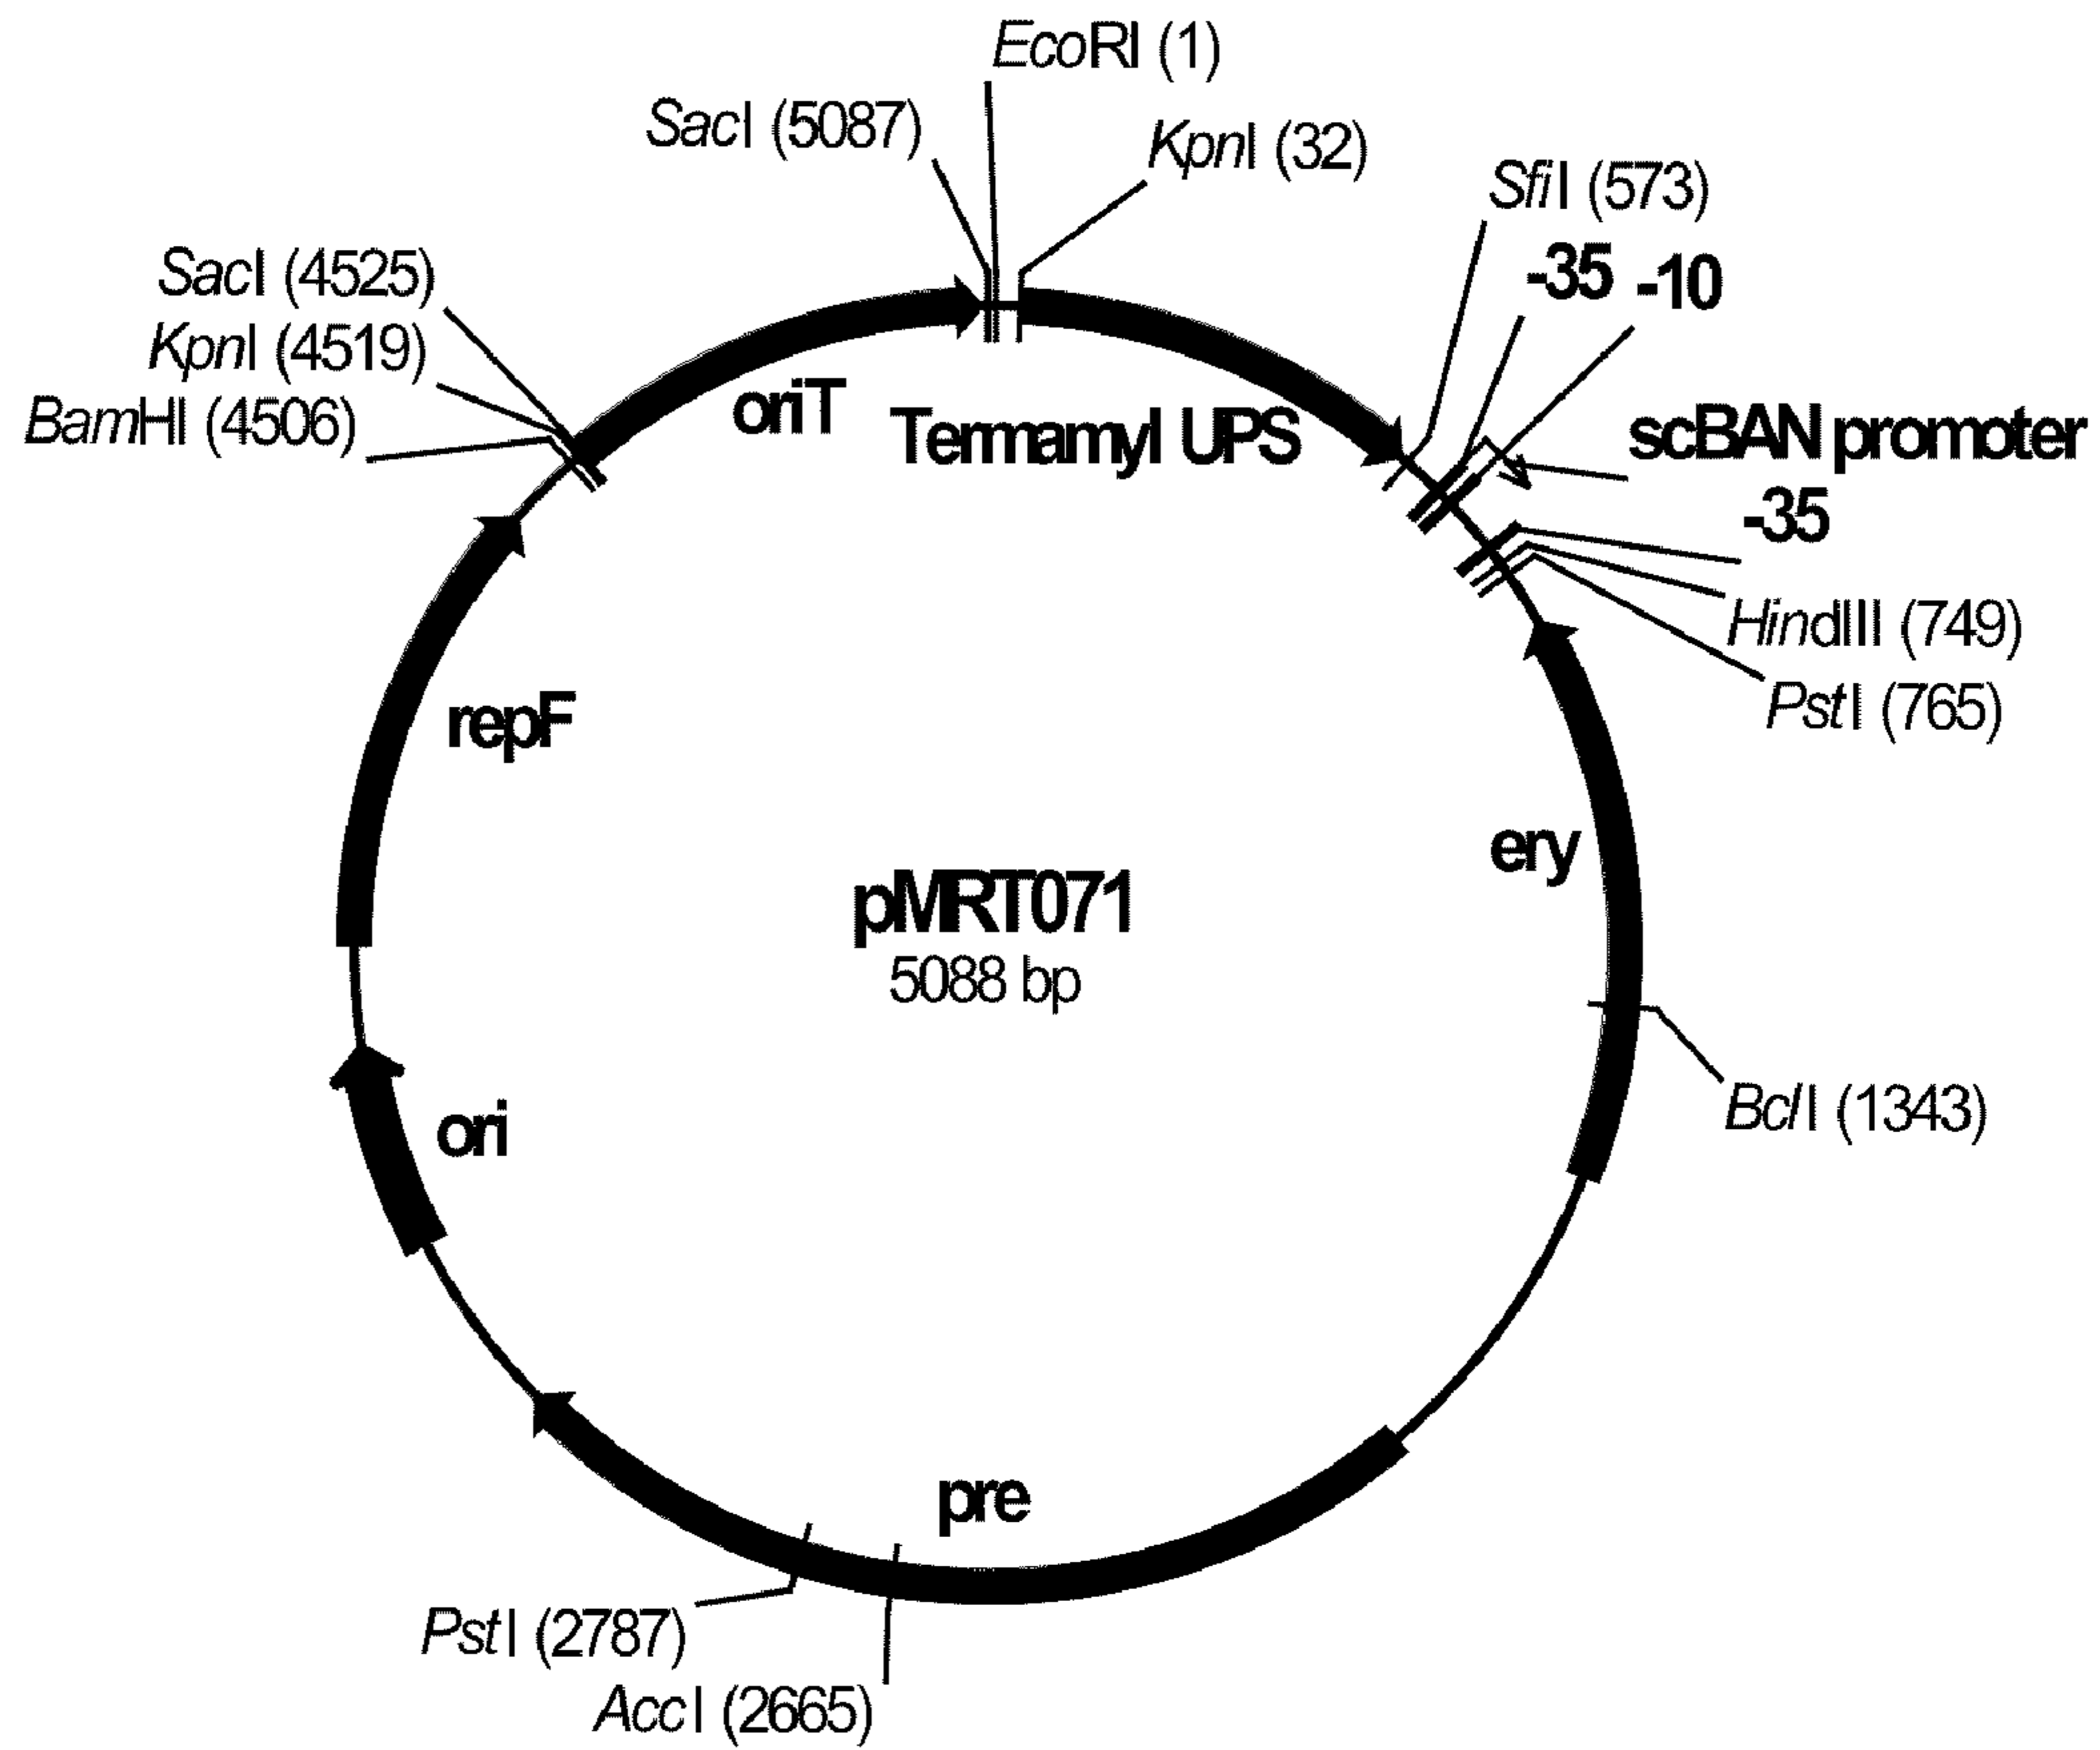 EcoRI (1)
SacI (5087)
KpnI (32)
SfiI (573)
-35 -10
SacI (4525)
KpnI (4519)
BamHI (4506)
oriT
Termamyl UPS
scBAN promoter
-35
HindIII (749)
PstI (765)
repF
ery
pMRT071
5088 bp
BclI (1343)
ori
pre
PstI (2787)
AccI (2665)